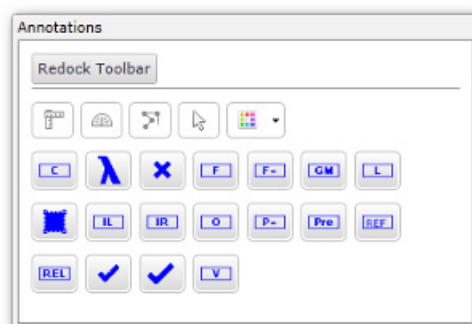 Annotations
Redock Toolbar
C λ F F- GM L
IL IR O P- Pre REF
REL V